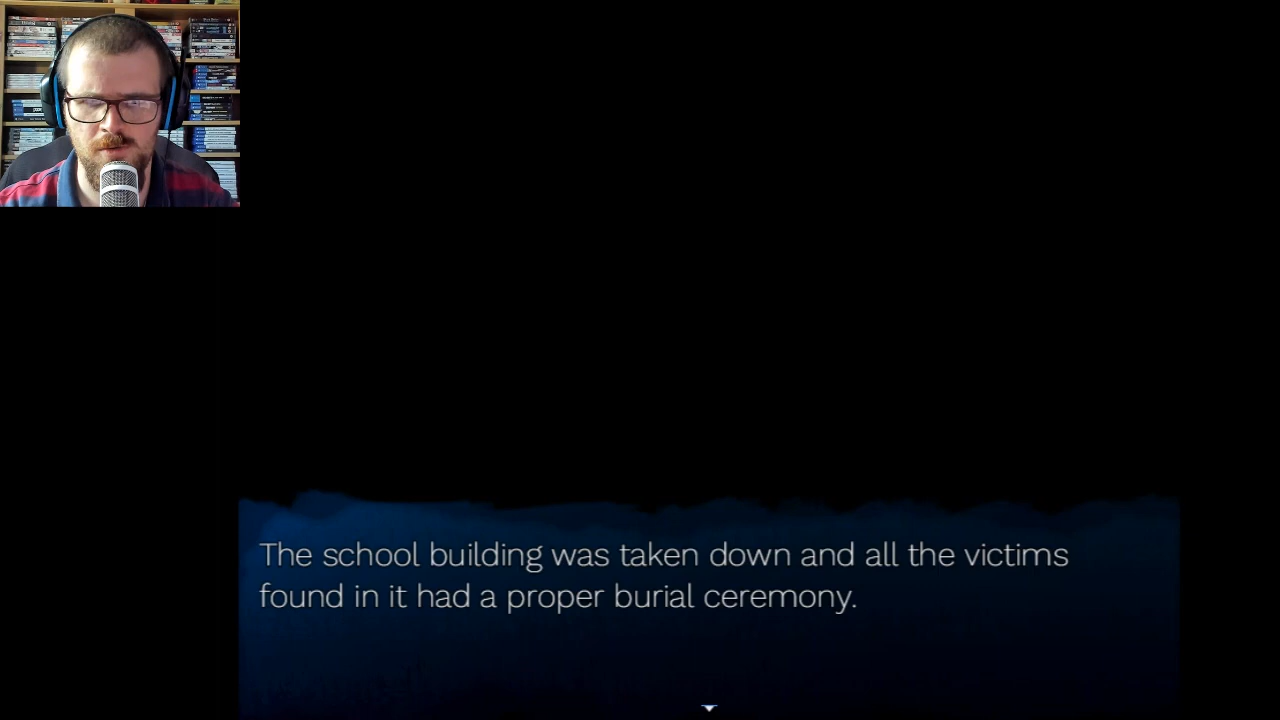 The school building was taken down and all the victims
found in it had a proper burial ceremony.